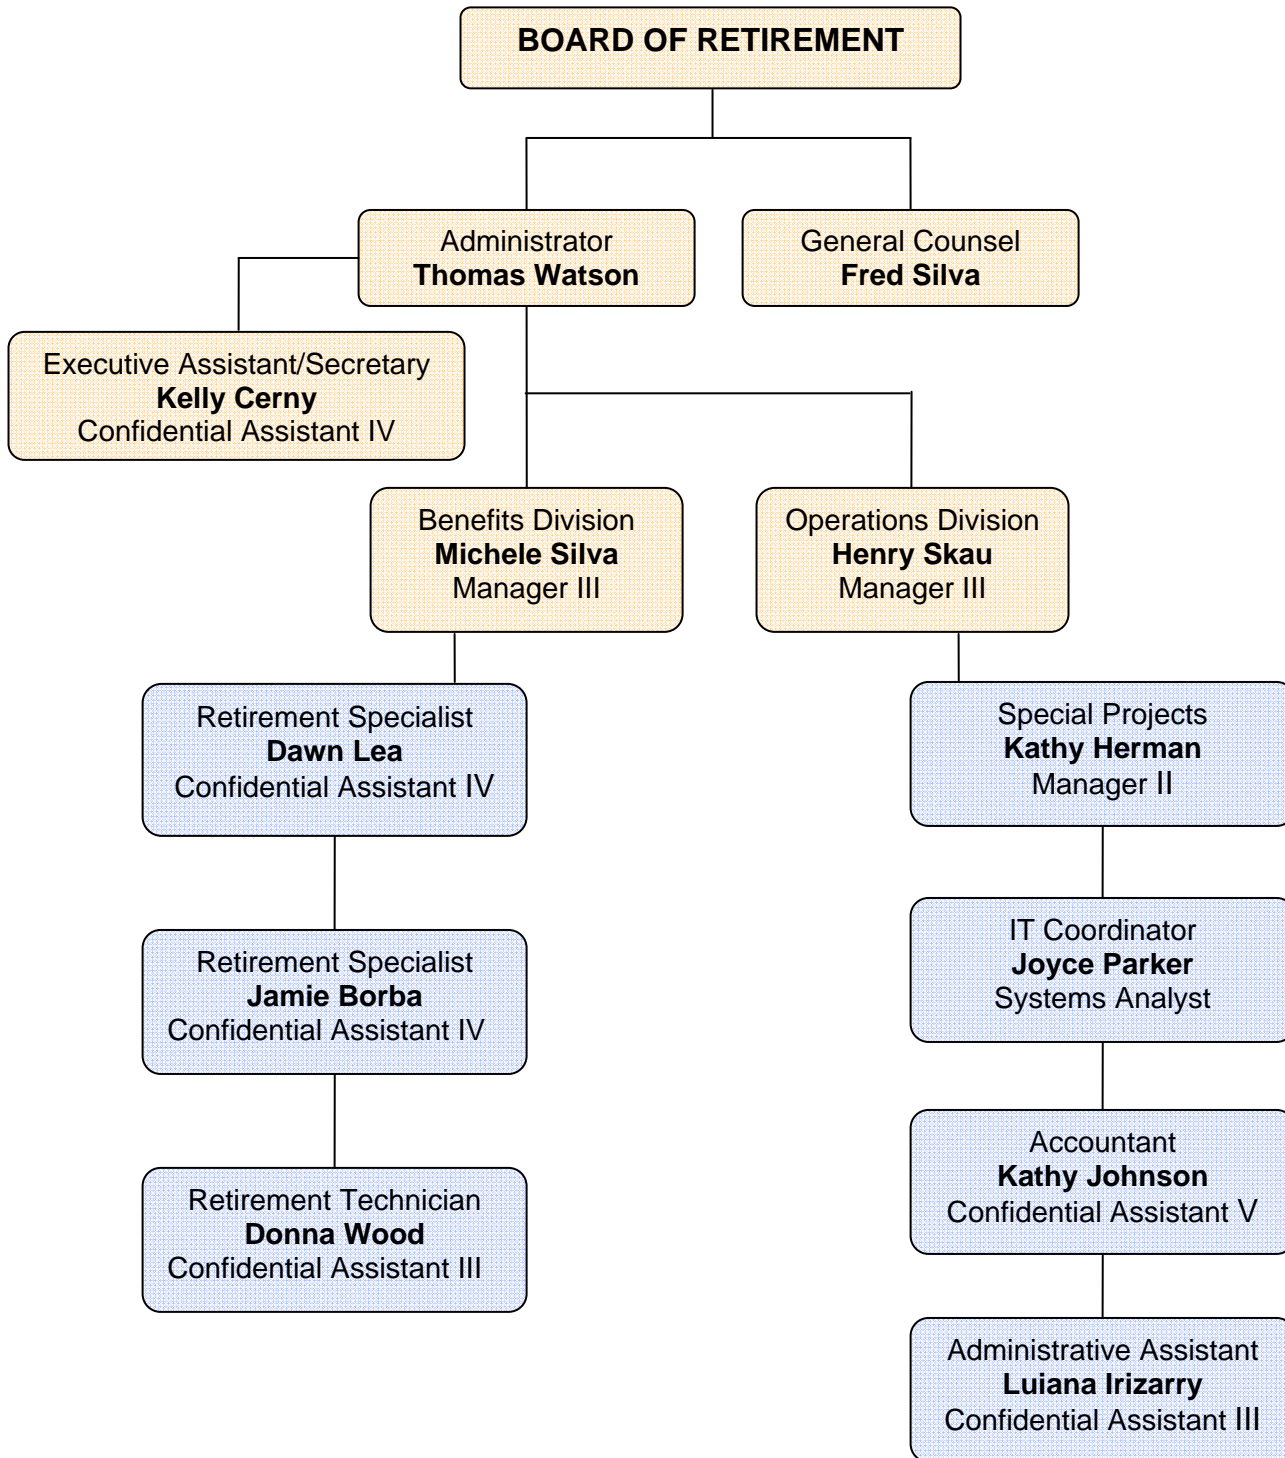 BOARD OF RETIREMENT
Administrator
Thomas Watson
General Counsel
Fred Silva
Executive Assistant/Secretary
Kelly Cerny
Confidential Assistant IV
Benefits Division
Michele Silva
Manager III
Operations Division
Henry Skau
Manager III
Retirement Specialist
Dawn Lea
Confidential Assistant IV
Special Projects
Kathy Herman
Manager II
Retirement Specialist
Jamie Borba
Confidential Assistant IV
IT Coordinator
Joyce Parker
Systems Analyst
Retirement Technician
Donna Wood
Confidential Assistant III
Accountant
Kathy Johnson
Confidential Assistant V
Administrative Assistant
Luiana Irizarry
Confidential Assistant III